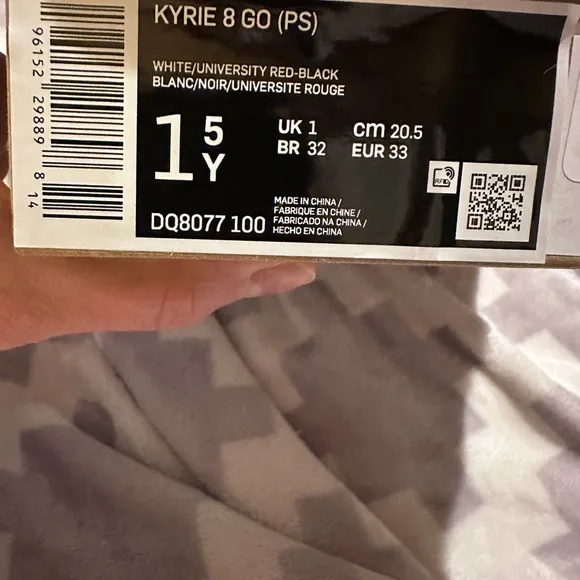 KYRIE 8 GO (PS)
WHITE/UNIVERSITY RED-BLACK
BLANC/NOIR/UNIVERSITE ROUGE
1 5 Y
UK 1 cm 20.5
BR 32 EUR 33
RFID
DQ8077 100
MADE IN CHINA /
FABRIQUE EN CHINE /
FABRICADO NA CHINA /
HECHO EN CHINA
96152 29889 8 14